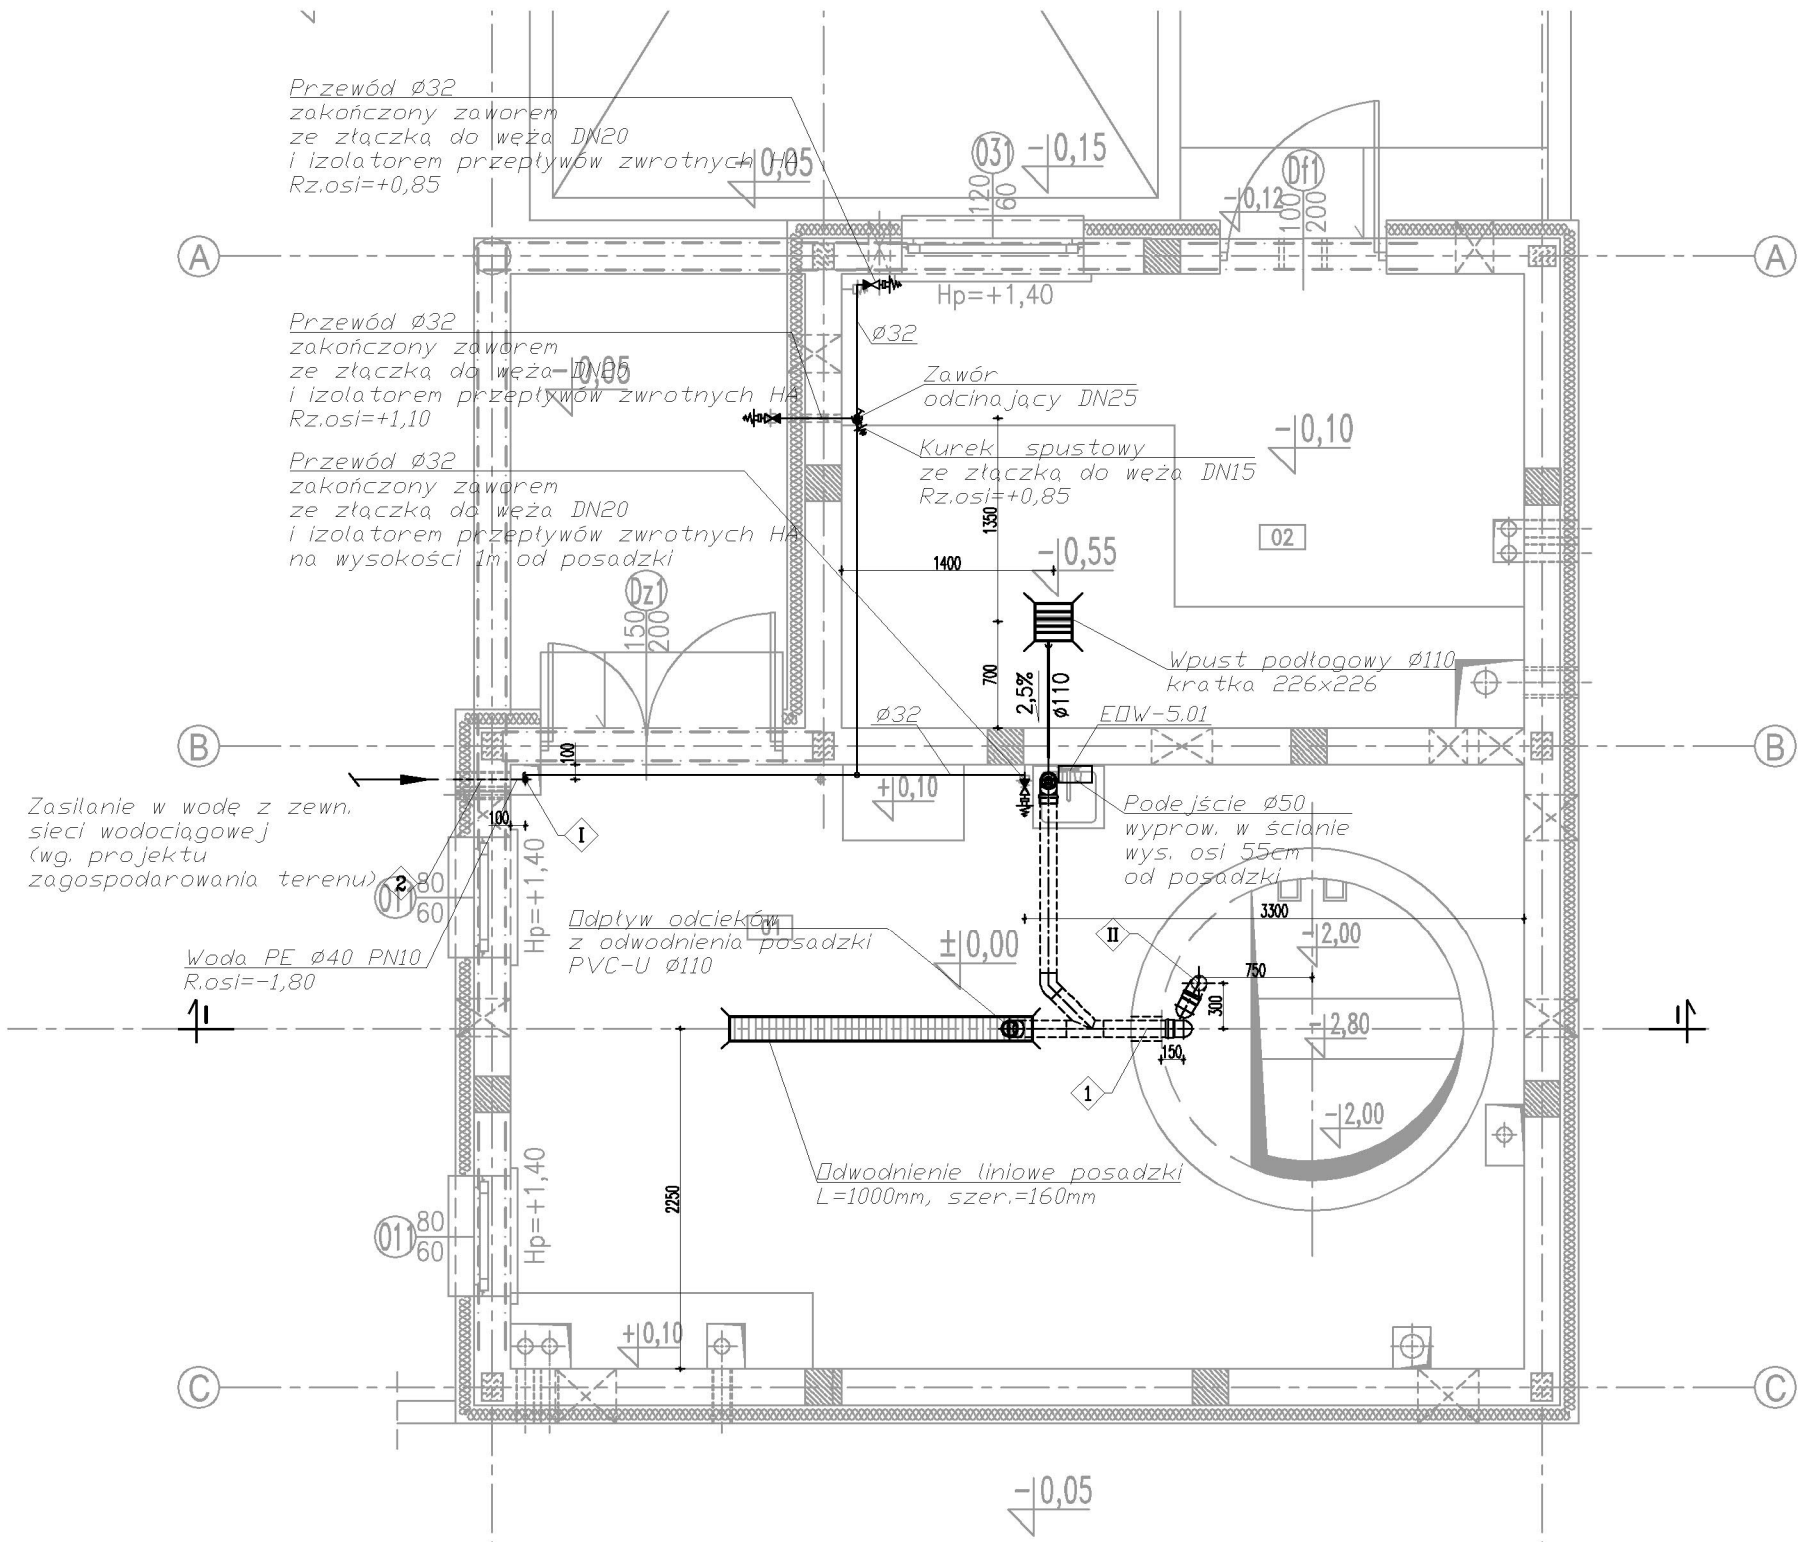 Przewód ø32
zakończony zaworem
ze złączką do węża DN20
i izolatorem przepływów zwrotnych HA
Rz.osi=+0,85
-0,05
O31
-0,15
120
60
Df1
-0,12
100
200
A
A
Hp=+1,40
Przewód ø32
zakończony zaworem
ze złączką do węża DN20
i izolatorem przepływów zwrotnych HA
Rz.osi=+1,10
-0,05
ø32
Zawór
odcinający DN25
-0,10
Kurek spustowy
ze złączką do węża DN15
Rz.osi=+0,85
Przewód ø32
zakończony zaworem
ze złączką do węża DN20
i izolatorem przepływów zwrotnych HA
na wysokości 1m od posadzki
1350
02
1400
-0,55
Dz1
150
200
700
2,5%
ø110
Wpust podłogowy ø110
kratka 226x226
ø32
EOW-5.01
B
B
100
+0,10
Zasilanie w wodę z zewn.
sieci wodociągowej
(wg. projektu
zagospodarowania terenu)
100
I
2
O11
80
60
Hp=+1,40
Podejście ø50
wyprow. w ścianie
wys. osi 55cm
od posadzki
3300
Odpływ odcieków
z odwodnienia posadzki
PVC-U ø110
01
±0,00
II
-2,00
750
Woda PE ø40 PN10
R.osi=-1,80
300
1
1
-2,80
150
1
-2,00
2250
Odwodnienie liniowe posadzki
L=1000mm, szer.=160mm
O11
80
60
Hp=+1,40
+0,10
C
C
-0,05